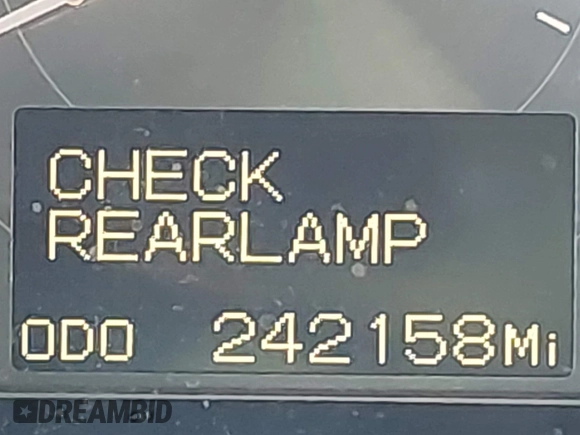 CHECK
REARLAMP
ODO 242158Mi
DREAMBID